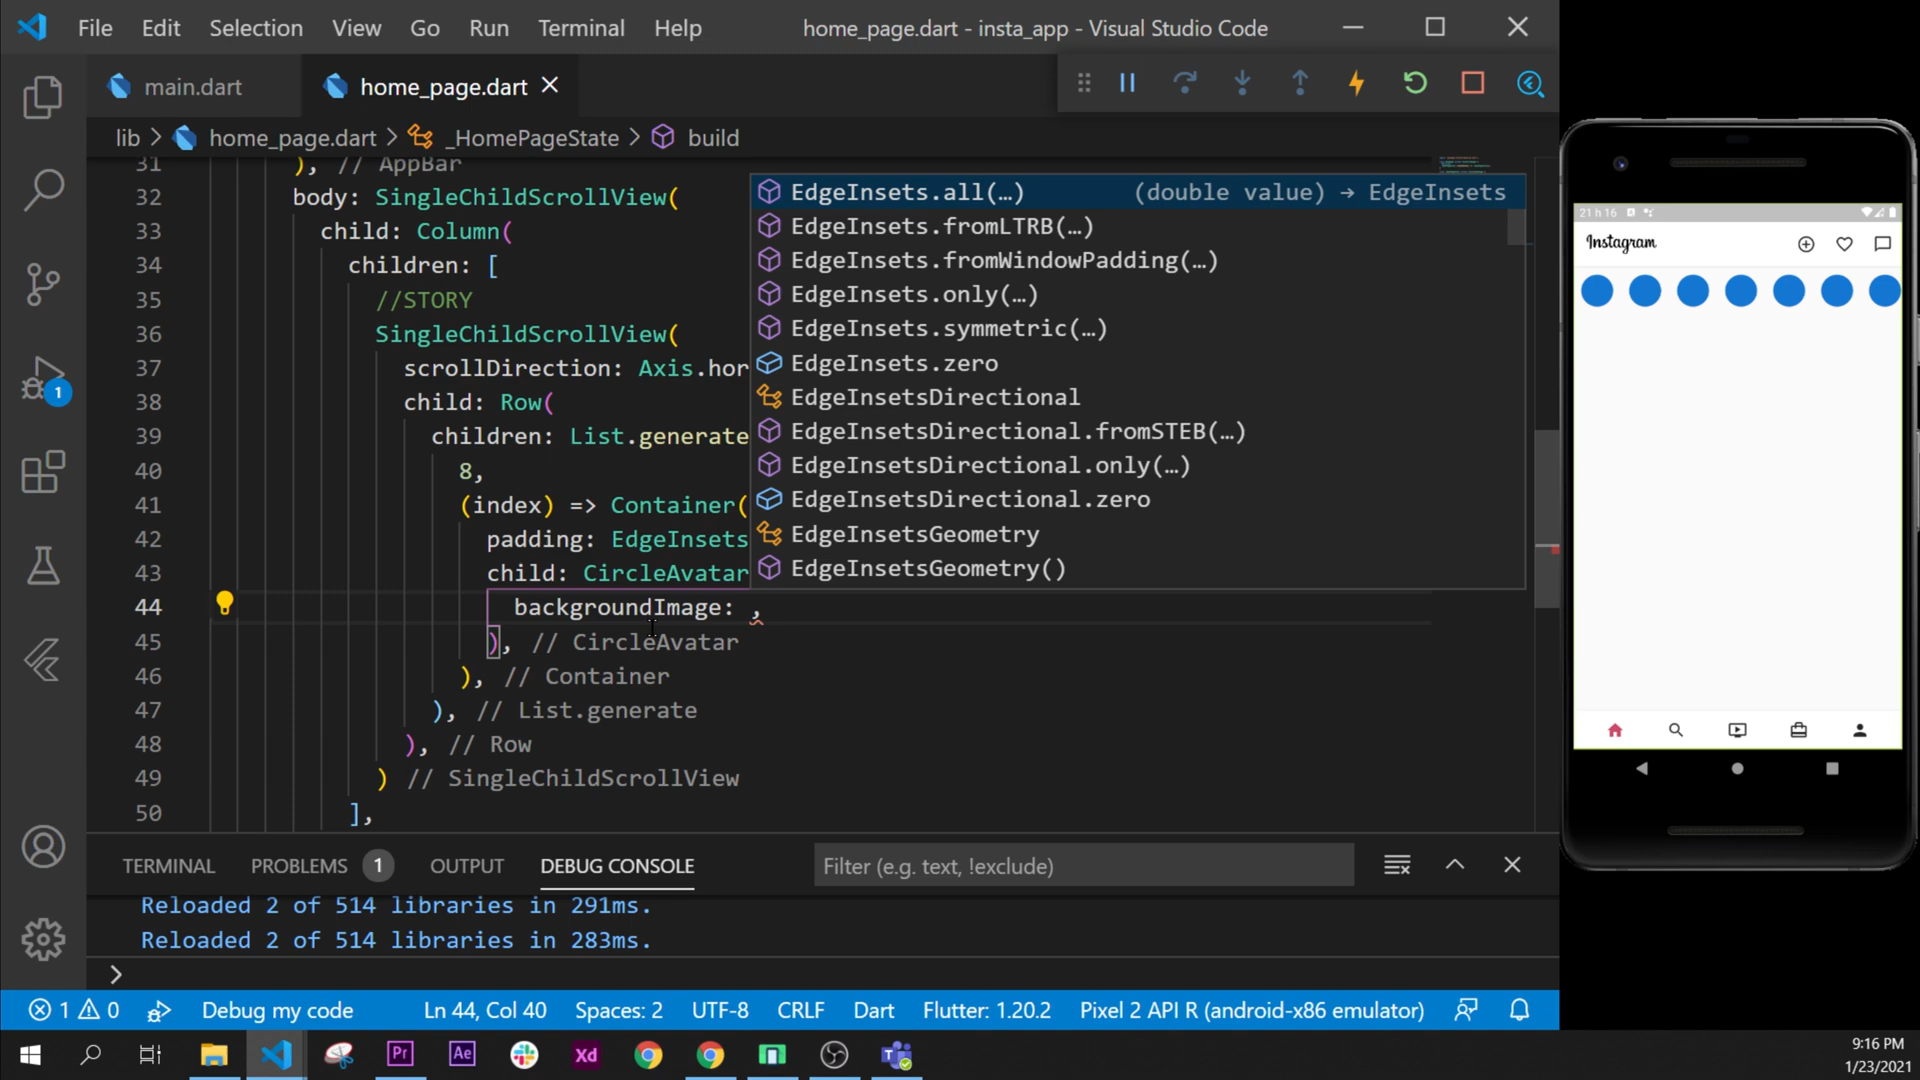 File Edit Selection View Go Run Terminal Help
home_page.dart - insta_app - Visual Studio Code
main.dart
home_page.dart
lib > home_page.dart > _HomePageState > build
31 ), // AppBar
32 body: SingleChildScrollView(
33 child: Column(
34 children: [
35 //STORY
36 SingleChildScrollView(
37 scrollDirection: Axis.hor
38 child: Row(
39 children: List.generate
40 8,
41 (index) => Container(
42 padding: EdgeInsets
43 child: CircleAvatar
44 backgroundImage: ,
45 ), // CircleAvatar
46 ), // Container
47 ), // List.generate
48 ), // Row
49 ) // SingleChildScrollView
50 ],
EdgeInsets.all(…) (double value) → EdgeInsets
EdgeInsets.fromLTRB(…)
EdgeInsets.fromWindowPadding(…)
EdgeInsets.only(…)
EdgeInsets.symmetric(…)
EdgeInsets.zero
EdgeInsetsDirectional
EdgeInsetsDirectional.fromSTEB(…)
EdgeInsetsDirectional.only(…)
EdgeInsetsDirectional.zero
EdgeInsetsGeometry
EdgeInsetsGeometry()
1
TERMINAL PROBLEMS 1 OUTPUT DEBUG CONSOLE
Filter (e.g. text, !exclude)
Reloaded 2 of 514 libraries in 291ms.
Reloaded 2 of 514 libraries in 283ms.
>
1 0 Debug my code Ln 44, Col 40 Spaces: 2 UTF-8 CRLF Dart Flutter: 1.20.2 Pixel 2 API R (android-x86 emulator)
21 h 16
Instagram
Pr Ae Xd
9:16 PM
1/23/2021